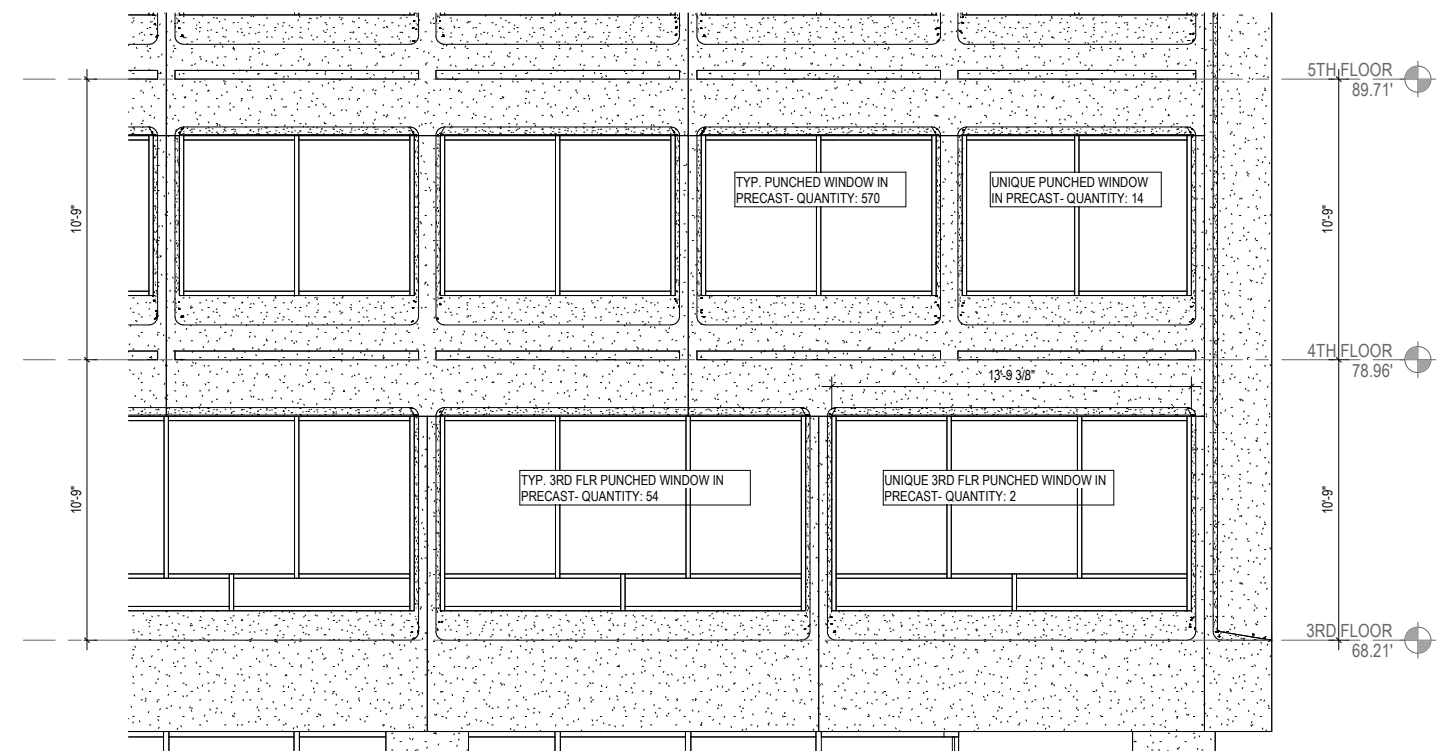 5TH FLOOR
89.71'
TYP. PUNCHED WINDOW IN
PRECAST- QUANTITY: 570
UNIQUE PUNCHED WINDOW
IN PRECAST- QUANTITY: 14
10'-9"
10'-9"
4TH FLOOR
78.96'
13'-9 3/8"
TYP. 3RD FLR PUNCHED WINDOW IN
PRECAST- QUANTITY: 54
UNIQUE 3RD FLR PUNCHED WINDOW IN
PRECAST- QUANTITY: 2
10'-9"
10'-9"
3RD FLOOR
68.21'